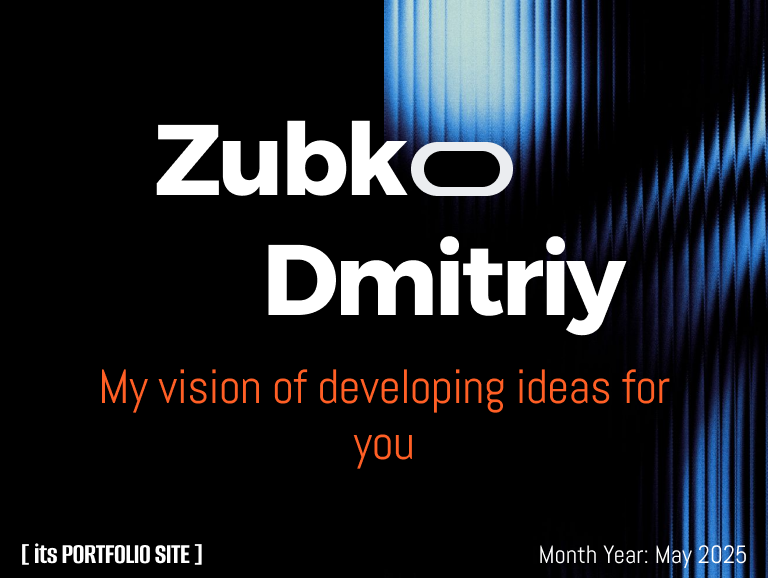 Zubko
Dmitriy
My vision of developing ideas for
you
[ its PORTFOLIO SITE ]
Month Year: May 2025